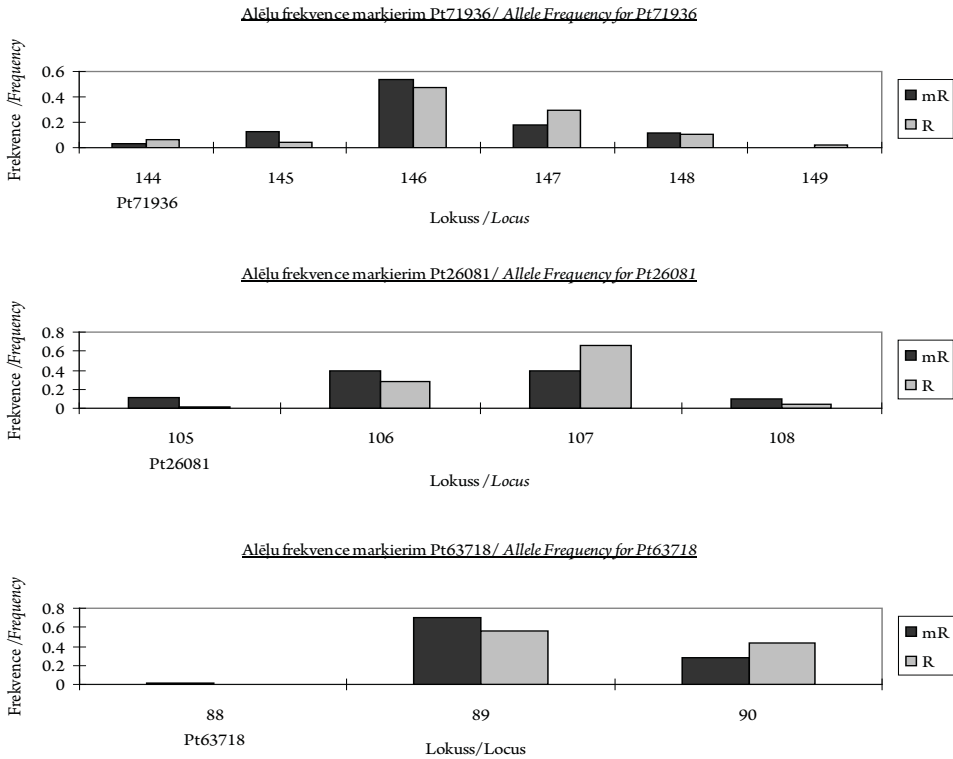 Alēļu frekvence marķierim Pt71936/ Allele Frequency for Pt71936
Frekvence /Frequency
0.6
0.4
0.2
0
144 145 146 147 148 149
Pt71936
Lokuss /Locus
mR
R
Alēļu frekvence marķierim Pt26081/ Allele Frequency for Pt26081
Frekvence /Frequency
0.8
0.6
0.4
0.2
0
105 106 107 108
Pt26081
Lokuss /Locus
mR
R
Alēļu frekvence marķierim Pt63718/ Allele Frequency for Pt63718
Frekvence /Frequency
0.8
0.6
0.4
0.2
0
88 89 90
Pt63718
Lokuss/Locus
mR
R